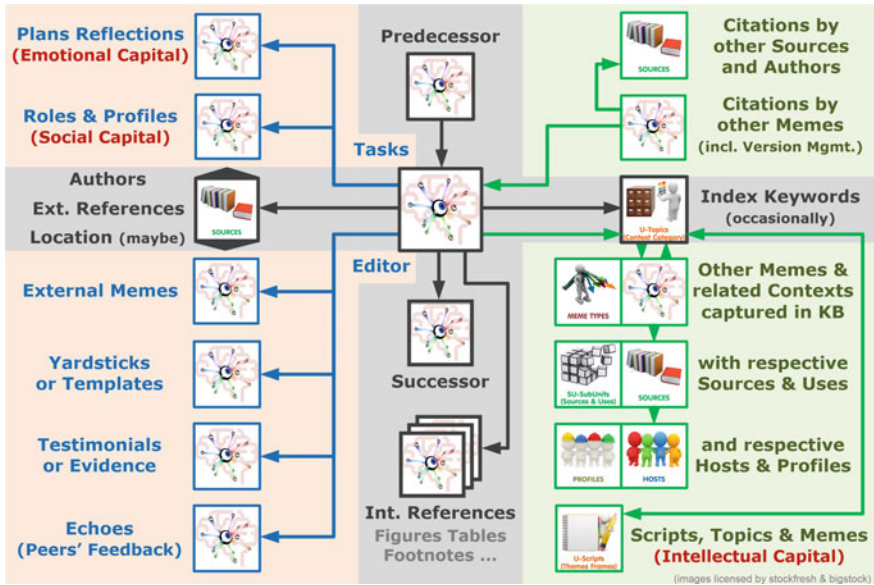 Plans Reflections
(Emotional Capital)
Roles & Profiles
(Social Capital)
Authors
Ext. References
Location (maybe)
SOURCES
External Memes
Yardsticks
or Templates
Testimonials
or Evidence
Echoes
(Peers' Feedback)
Predecessor
Tasks
Editor
Successor
Int. References
Figures Tables
Footnotes ...
SOURCES
Citations by
other Sources
and Authors
Citations by
other Memes
(incl. Version Mgmt.)
U-Topics
(Context Category)
Index Keywords
(occasionally)
MEME TYPES
Other Memes &
related Contexts
captured in KB
SU-SubUnits
(Sources & Uses)
SOURCES
with respective
Sources & Uses
PROFILES
HOSTS
and respective
Hosts & Profiles
U-Scripts
(Themes Frames)
Scripts, Topics & Memes
(Intellectual Capital)
(images licensed by stockfresh & bigstock)